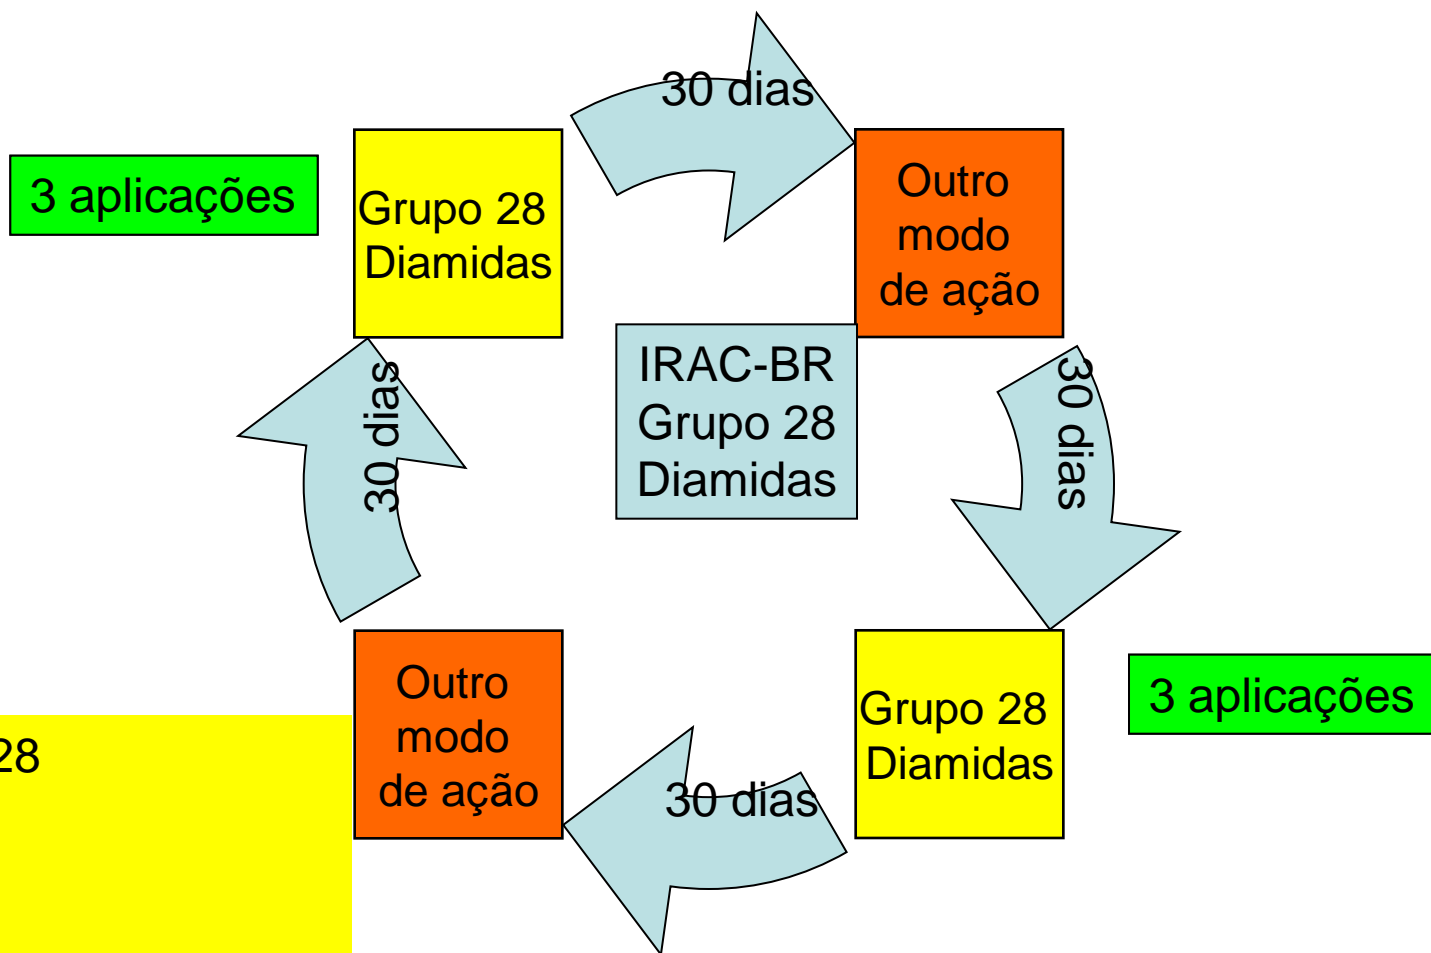 30 dias
3 aplicações
Grupo 28
Diamidas
Outro
modo
de ação
IRAC-BR
Grupo 28
Diamidas
30 dias
30 dias
Outro
modo
de ação
Grupo 28
Diamidas
3 aplicações
28
30 dias